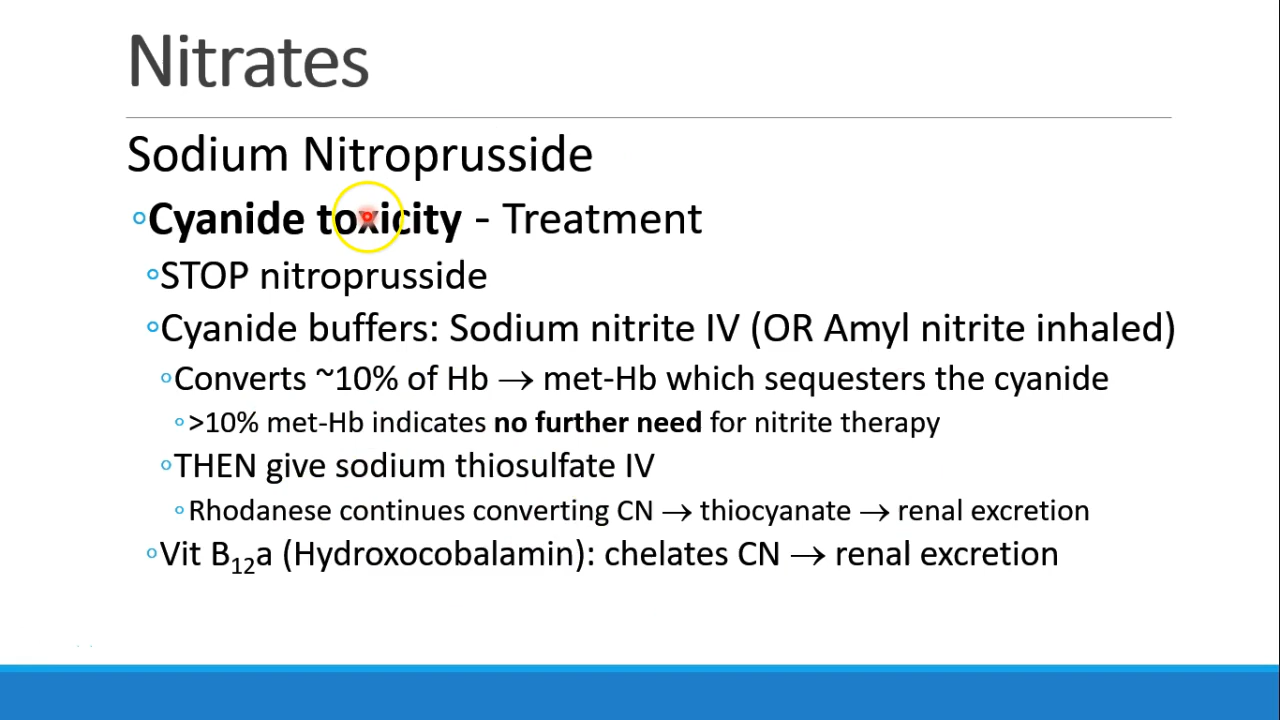 Nitrates
Sodium Nitroprusside
◦Cyanide toxicity - Treatment
◦STOP nitroprusside
◦Cyanide buffers: Sodium nitrite IV (OR Amyl nitrite inhaled)
◦Converts ~10% of Hb → met-Hb which sequesters the cyanide
◦>10% met-Hb indicates no further need for nitrite therapy
◦THEN give sodium thiosulfate IV
◦Rhodanese continues converting CN → thiocyanate → renal excretion
◦Vit B12a (Hydroxocobalamin): chelates CN → renal excretion